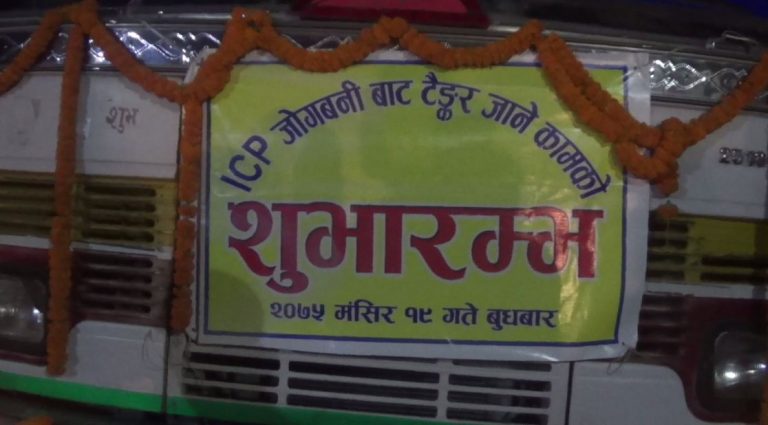 ICP जोगबनी बाट टैङ्कर जाने कामको
शुभारम्भ
२०७५ मंसिर १९ गते बुधबार
शुभ